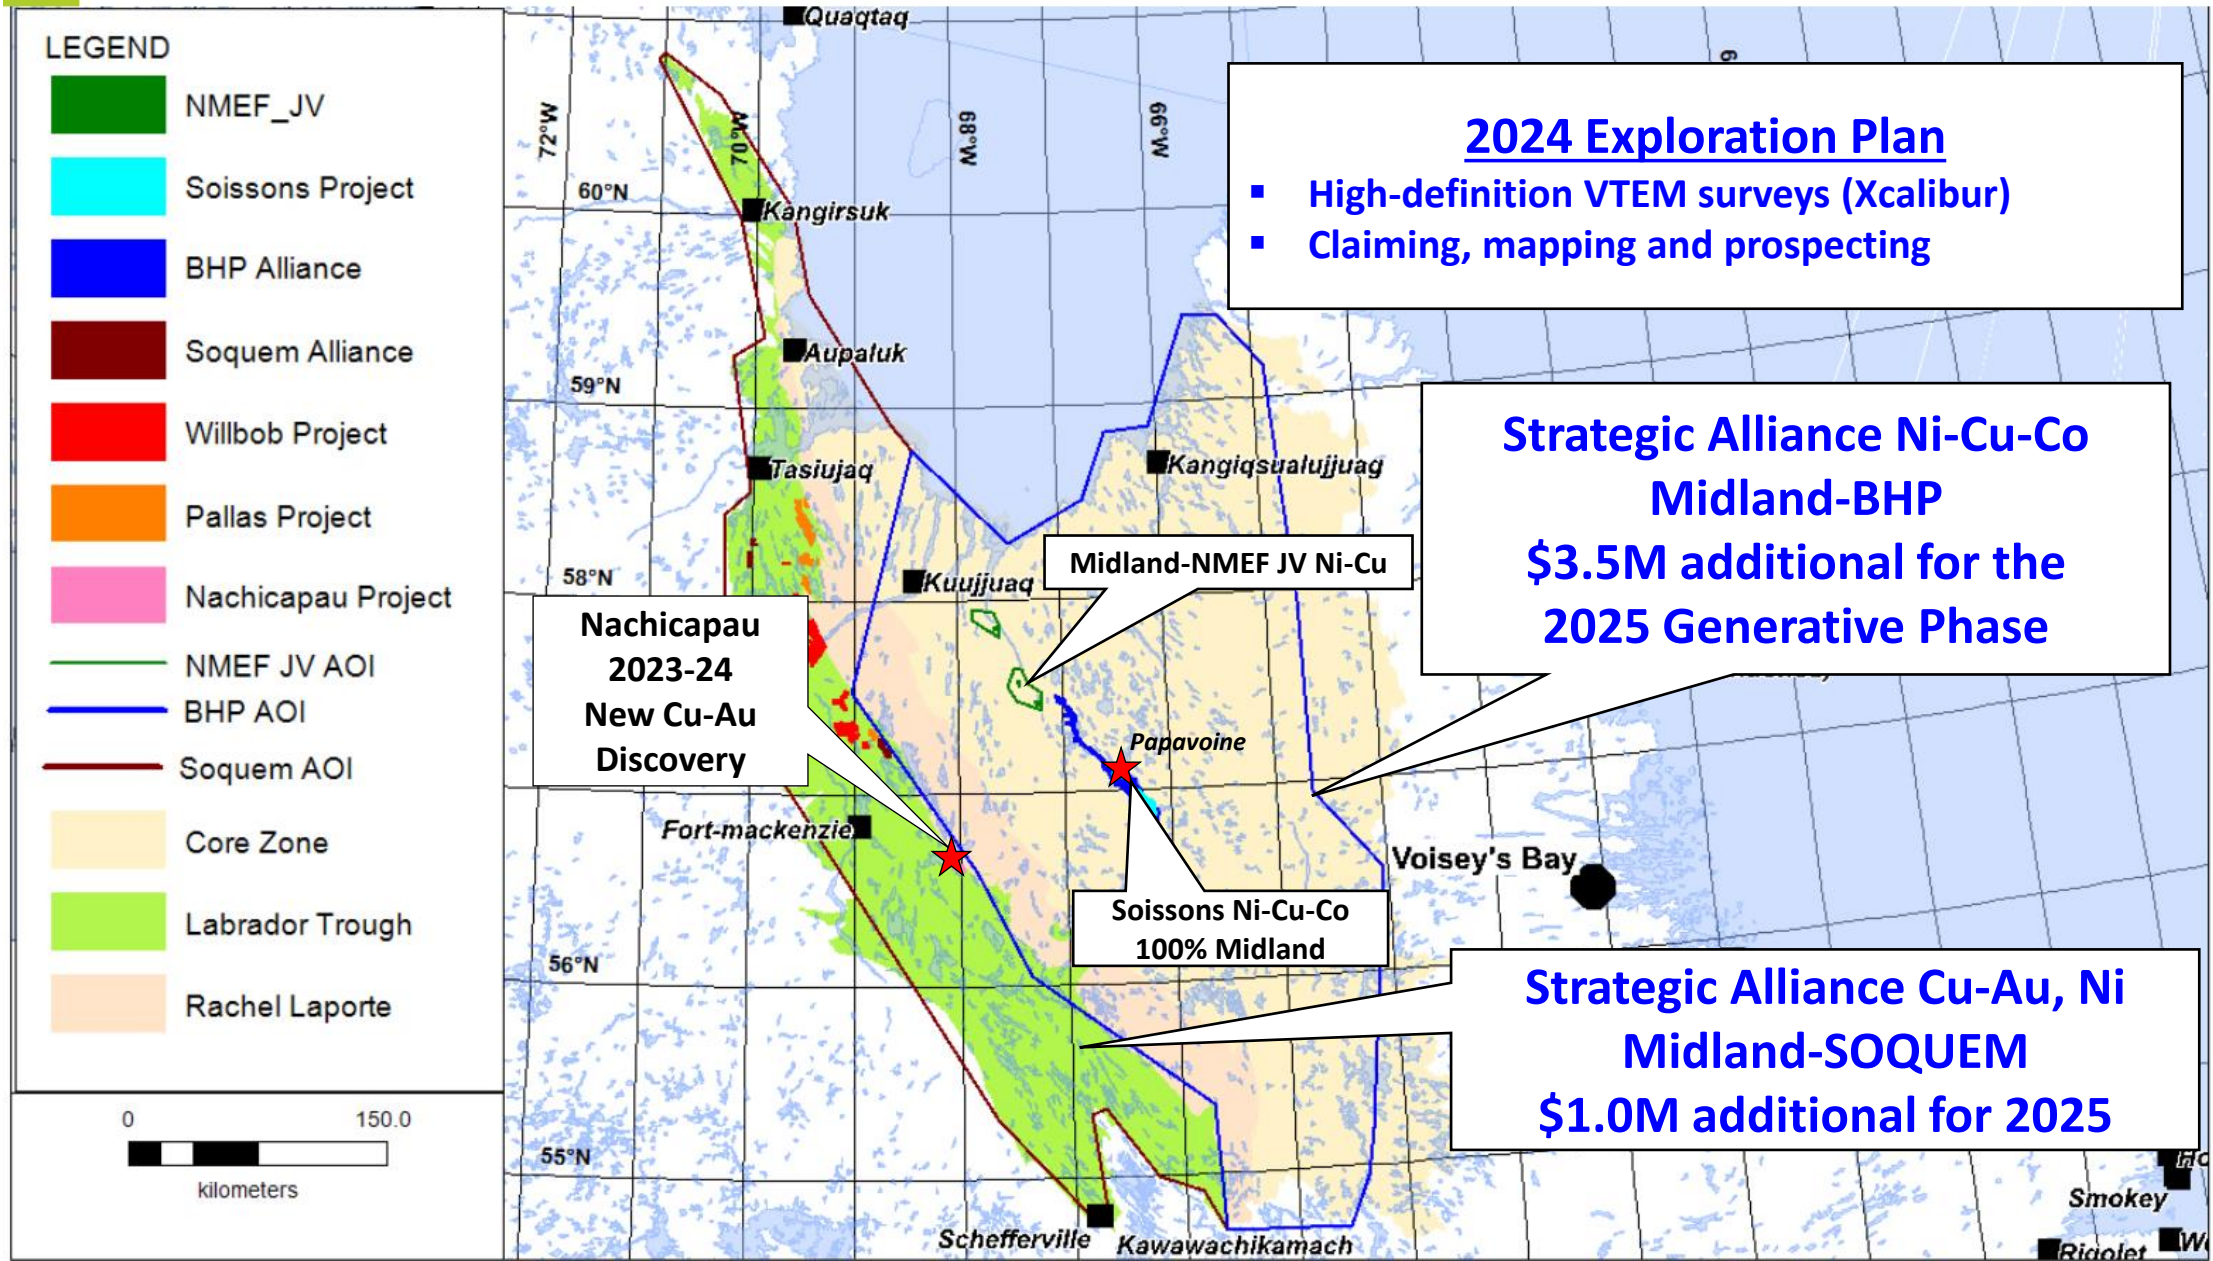 LEGEND
NMEF_JV
Soissons Project
BHP Alliance
Soquem Alliance
Willbob Project
Pallas Project
Nachicapau Project
NMEF JV AOI
BHP AOI
Soquem AOI
Core Zone
Labrador Trough
Rachel Laporte
0 150.0
kilometers
Quaqtaq
72°W
70°W
68°W
66°W
60°N
Kangirsuk
2024 Exploration Plan
▪ High-definition VTEM surveys (Xcalibur)
▪ Claiming, mapping and prospecting
Aupaluk
59°N
Tasiujaq
Kangiqsualujjuag
Strategic Alliance Ni-Cu-Co
Midland-BHP
$3.5M additional for the
2025 Generative Phase
58°N
Kuujjuaq
Midland-NMEF JV Ni-Cu
Nachicapau
2023-24
New Cu-Au
Discovery
Papavoine
Fort-mackenzie
Voisey's Bay
Soissons Ni-Cu-Co
100% Midland
56°N
Strategic Alliance Cu-Au, Ni
Midland-SOQUEM
$1.0M additional for 2025
55°N
Schefferville
Kawawachikamach
Smokey
Rigolet